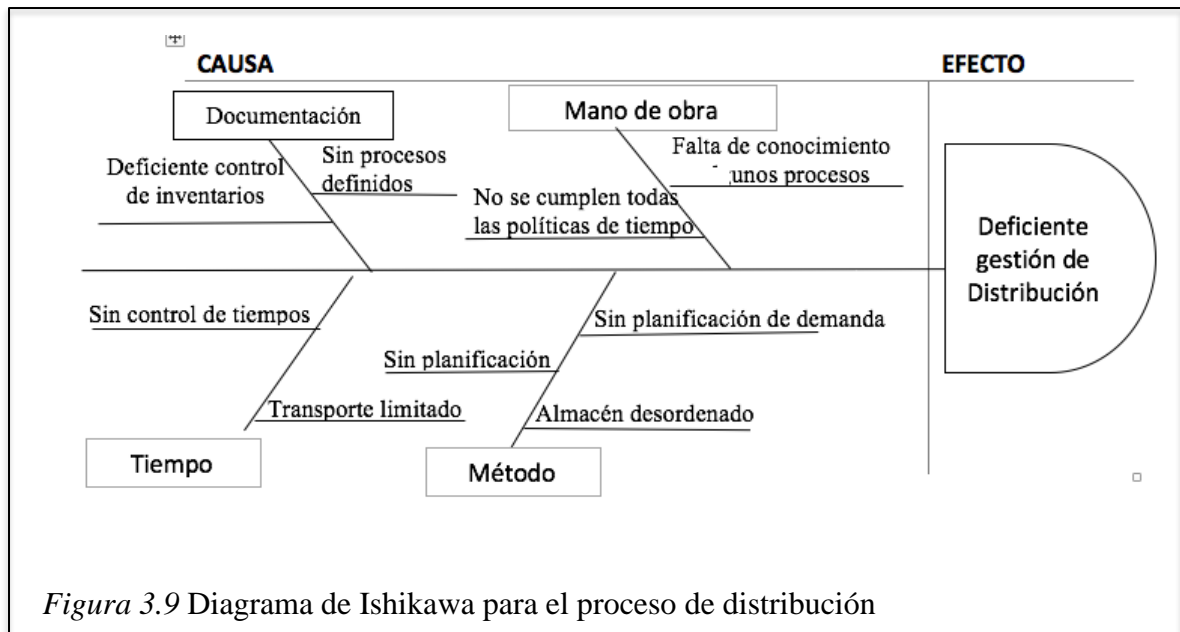 CAUSA
EFECTO
Documentación
Mano de obra
Deficiente control
de inventarios
Sin procesos
definidos
Falta de conocimiento
unos procesos
No se cumplen todas
las políticas de tiempo
Deficiente
gestión de
Distribución
Sin control de tiempos
Sin planificación de demanda
Sin planificación
Transporte limitado
Almacén desordenado
Tiempo
Método
Figura 3.9 Diagrama de Ishikawa para el proceso de distribución